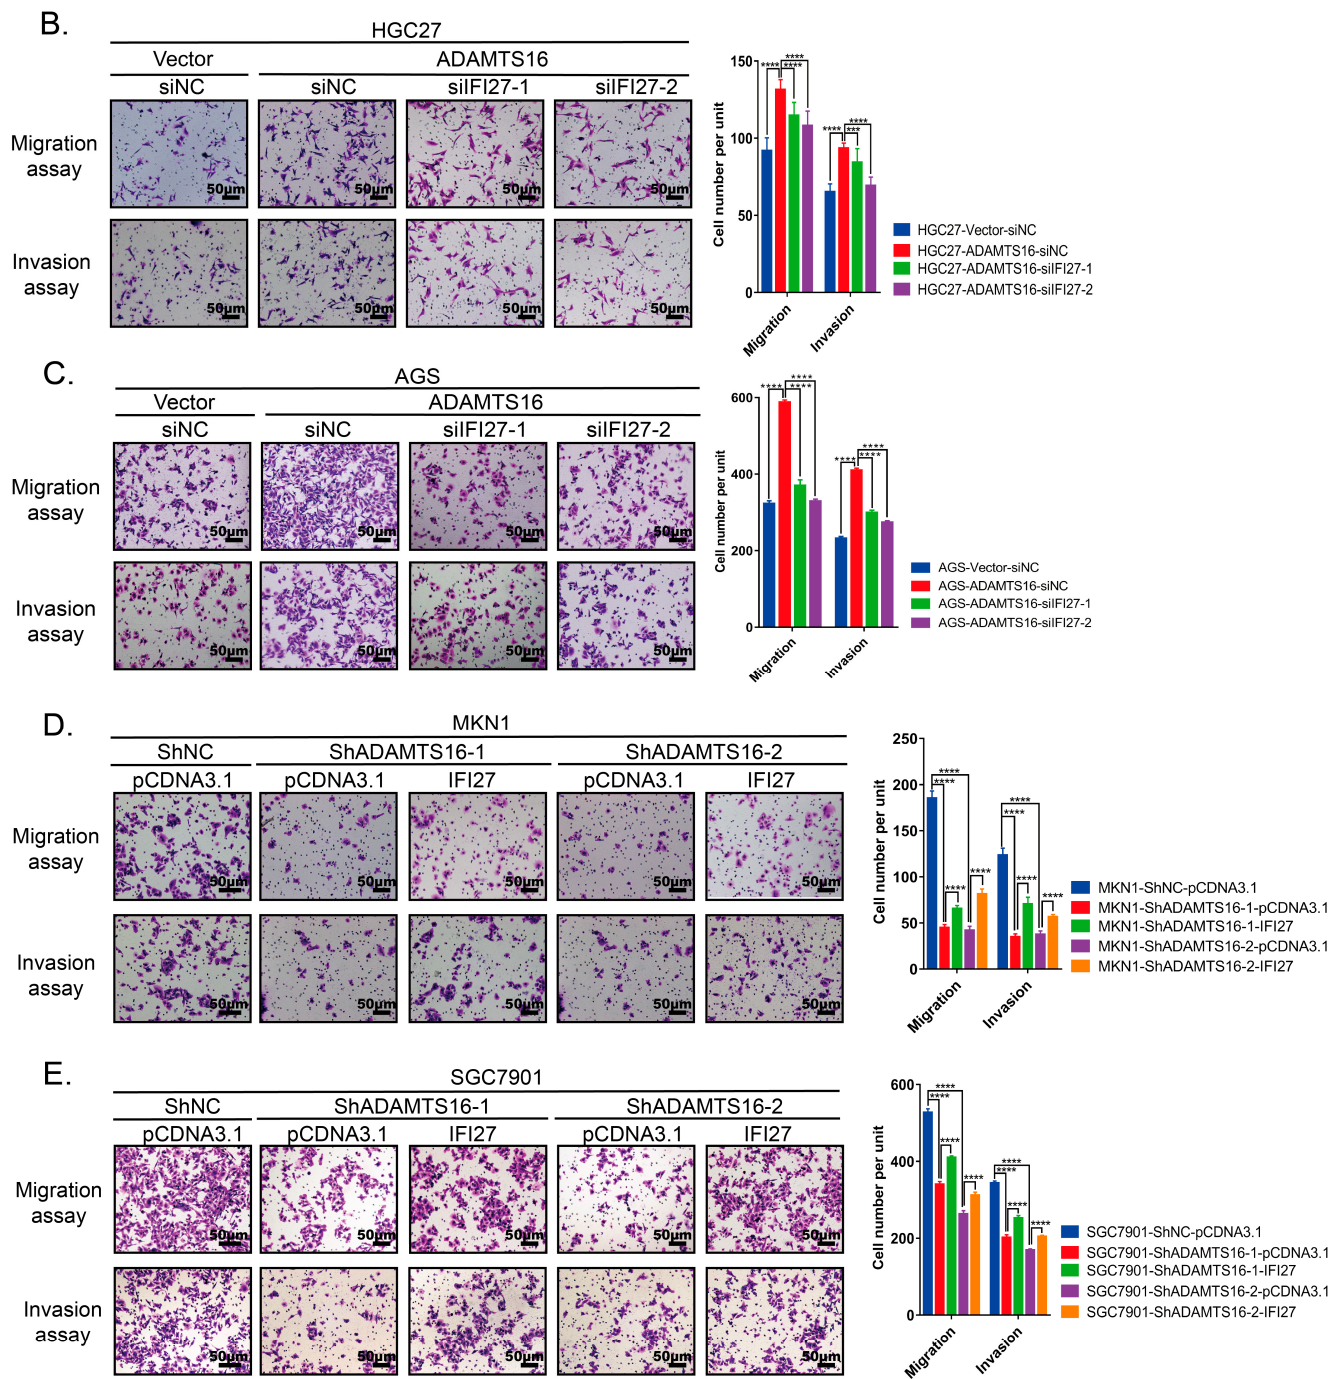 B.
HGC27
Vector ADAMTS16
siNC siNC siIFI27-1 siIFI27-2
Migration
assay
50μm 50μm 50μm 50μm
Invasion
assay
50μm 50μm 50μm 50μm
Cell number per unit
150
100
50
0
**** **** ****
**** *** ****
Migration
Invasion
HGC27-Vector-siNC
HGC27-ADAMTS16-siNC
HGC27-ADAMTS16-siIFI27-1
HGC27-ADAMTS16-siIFI27-2
C.
AGS
Vector ADAMTS16
siNC siNC siIFI27-1 siIFI27-2
Migration
assay
50μm 50μm 50μm 50μm
Invasion
assay
50μm 50μm 50μm 50μm
Cell number per unit
600
400
200
0
**** **** ****
**** **** ****
Migration
Invasion
AGS-Vector-siNC
AGS-ADAMTS16-siNC
AGS-ADAMTS16-siIFI27-1
AGS-ADAMTS16-siIFI27-2
D.
MKN1
ShNC ShADAMTS16-1 ShADAMTS16-2
pCDNA3.1 pCDNA3.1 IFI27 pCDNA3.1 IFI27
Migration
assay
50μm 50μm 50μm 50μm 50μm
Invasion
assay
50μm 50μm 50μm 50μm 50μm
Cell number per unit
250
200
150
100
50
0
**** **** **** ****
**** **** **** ****
Migration
Invasion
MKN1-ShNC-pCDNA3.1
MKN1-ShADAMTS16-1-pCDNA3.1
MKN1-ShADAMTS16-1-IFI27
MKN1-ShADAMTS16-2-pCDNA3.1
MKN1-ShADAMTS16-2-IFI27
E.
SGC7901
ShNC ShADAMTS16-1 ShADAMTS16-2
pCDNA3.1 pCDNA3.1 IFI27 pCDNA3.1 IFI27
Migration
assay
50μm 50μm 50μm 50μm 50μm
Invasion
assay
50μm 50μm 50μm 50μm 50μm
Cell number per unit
600
400
200
0
**** **** **** ****
**** **** **** ****
Migration
Invasion
SGC7901-ShNC-pCDNA3.1
SGC7901-ShADAMTS16-1-pCDNA3.1
SGC7901-ShADAMTS16-1-IFI27
SGC7901-ShADAMTS16-2-pCDNA3.1
SGC7901-ShADAMTS16-2-IFI27